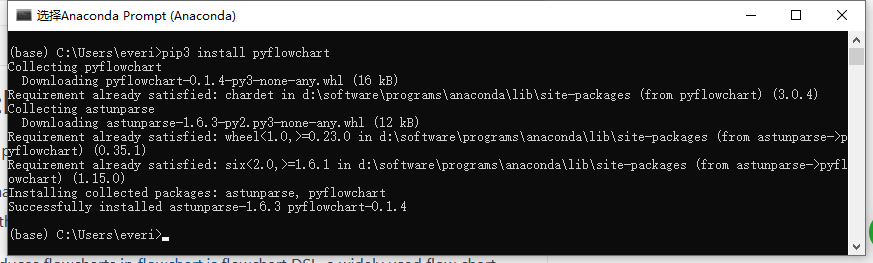 选择Anaconda Prompt (Anaconda)
(base) C:\Users\everi>pip3 install pyflowchart
Collecting pyflowchart
  Downloading pyflowchart-0.1.4-py3-none-any.whl (16 kB)
Requirement already satisfied: chardet in d:\software\programs\anaconda\lib\site-packages (from pyflowchart) (3.0.4)
Collecting astunparse
  Downloading astunparse-1.6.3-py2.py3-none-any.whl (12 kB)
Requirement already satisfied: wheel<1.0,>=0.23.0 in d:\software\programs\anaconda\lib\site-packages (from astunparse->p
pyflowchart) (0.35.1)
Requirement already satisfied: six<2.0,>=1.6.1 in d:\software\programs\anaconda\lib\site-packages (from astunparse->pyfl
owchart) (1.15.0)
Installing collected packages: astunparse, pyflowchart
Successfully installed astunparse-1.6.3 pyflowchart-0.1.4
(base) C:\Users\everi>
flowcharts in flowchart.js flowchart DSL, a widely used flow chart